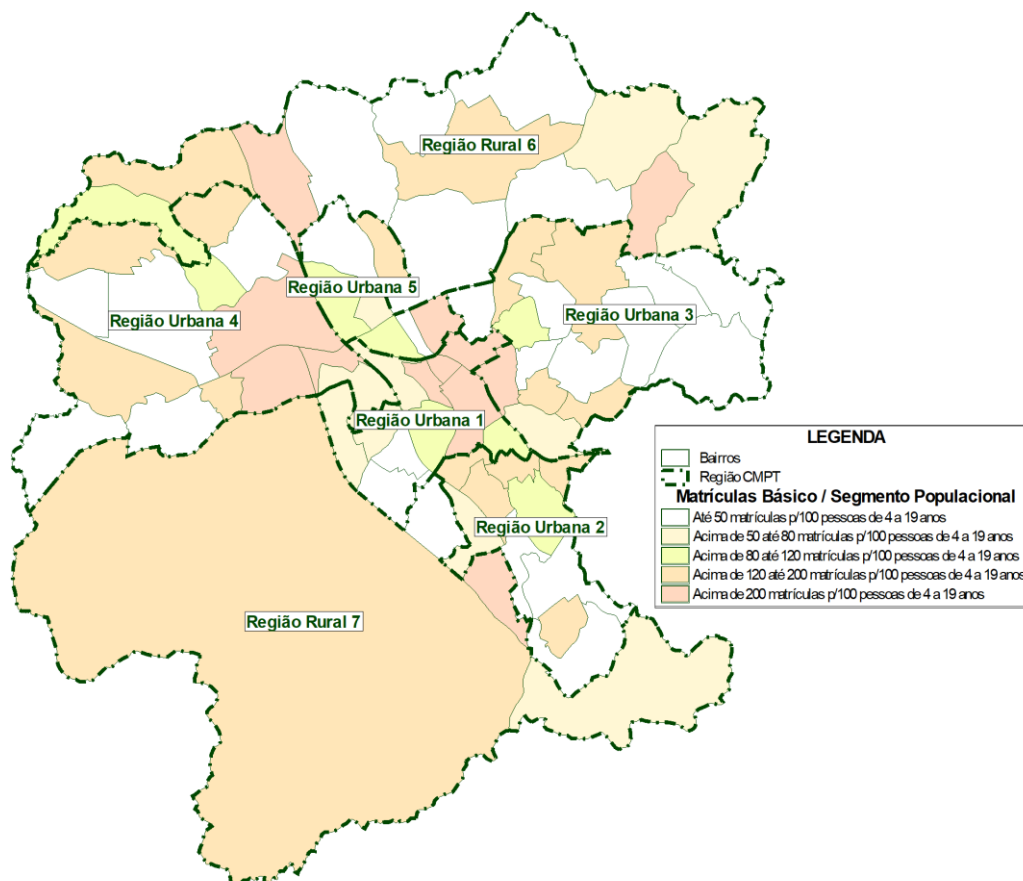 Região Rural 6
Região Urbana 5
Região Urbana 4
Região Urbana 3
Região Urbana 1
LEGENDA
Bairros
Região CMPT
Matrículas Básico / Segmento Populacional
Até 50 matrículas p/100 pessoas de 4 a 19 anos
Acima de 50 até 80 matrículas p/100 pessoas de 4 a 19 anos
Acima de 80 até 120 matrículas p/100 pessoas de 4 a 19 anos
Acima de 120 até 200 matrículas p/100 pessoas de 4 a 19 anos
Acima de 200 matrículas p/100 pessoas de 4 a 19 anos
Região Urbana 2
Região Rural 7